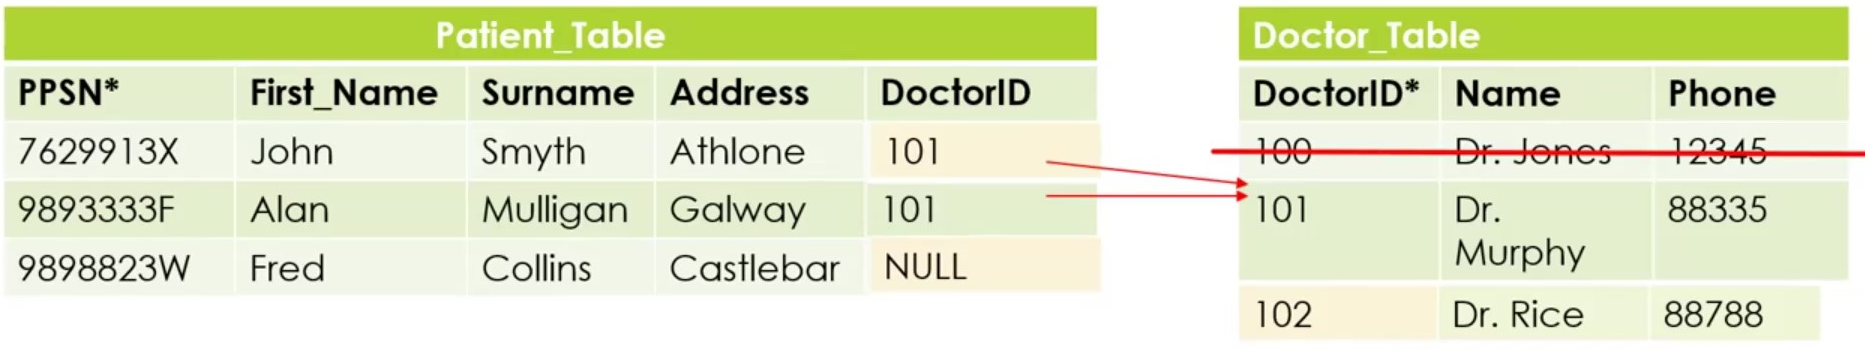 Patient_Table
PPSN* First_Name Surname Address DoctorID
7629913X John Smyth Athlone 101
9893333F Alan Mulligan Galway 101
9898823W Fred Collins Castlebar NULL
Doctor_Table
DoctorID* Name Phone
100 Dr. Jones 12345
101 Dr. 88335
Murphy
102 Dr. Rice 88788